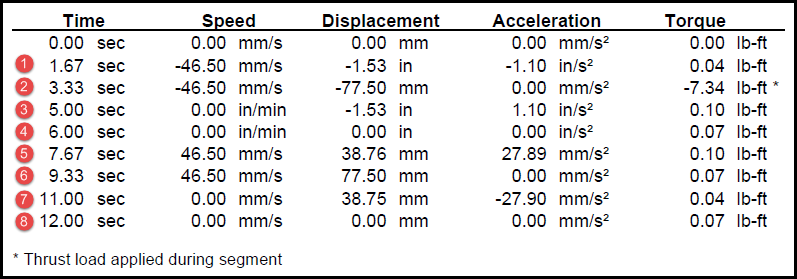 Time Speed Displacement Acceleration Torque
0.00 sec 0.00 mm/s 0.00 mm 0.00 mm/s² 0.00 lb-ft
1 1.67 sec -46.50 mm/s -1.53 in -1.10 in/s² 0.04 lb-ft
2 3.33 sec -46.50 mm/s -77.50 mm 0.00 mm/s² -7.34 lb-ft *
3 5.00 sec 0.00 in/min -1.53 in 1.10 in/s² 0.10 lb-ft
4 6.00 sec 0.00 in/min 0.00 in 0.00 in/s² 0.07 lb-ft
5 7.67 sec 46.50 mm/s 38.76 mm 27.89 mm/s² 0.10 lb-ft
6 9.33 sec 46.50 mm/s 77.50 mm 0.00 mm/s² 0.07 lb-ft
7 11.00 sec 0.00 mm/s 38.75 mm -27.90 mm/s² 0.04 lb-ft
8 12.00 sec 0.00 mm/s 0.00 mm 0.00 mm/s² 0.07 lb-ft
* Thrust load applied during segment